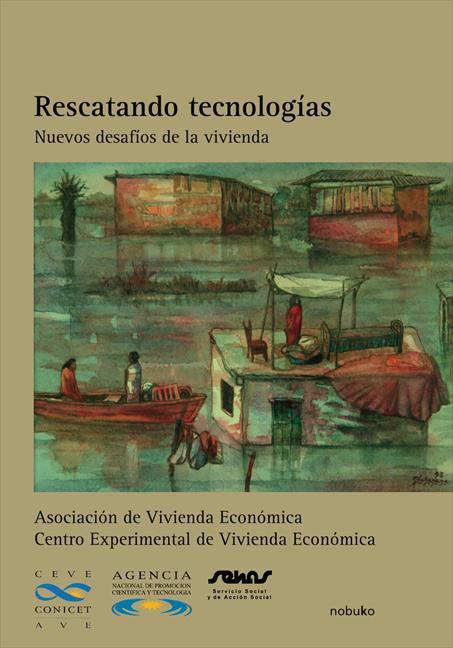 Rescatando tecnologías
Nuevos desafíos de la vivienda
Asociación de Vivienda Económica
Centro Experimental de Vivienda Económica
CEVE
CONICET
AVE
AGENCIA
NACIONAL DE PROMOCION
CIENTIFICA Y TECNOLOGIA
sehas
Servicio Social
y de Acción Social
nobuko